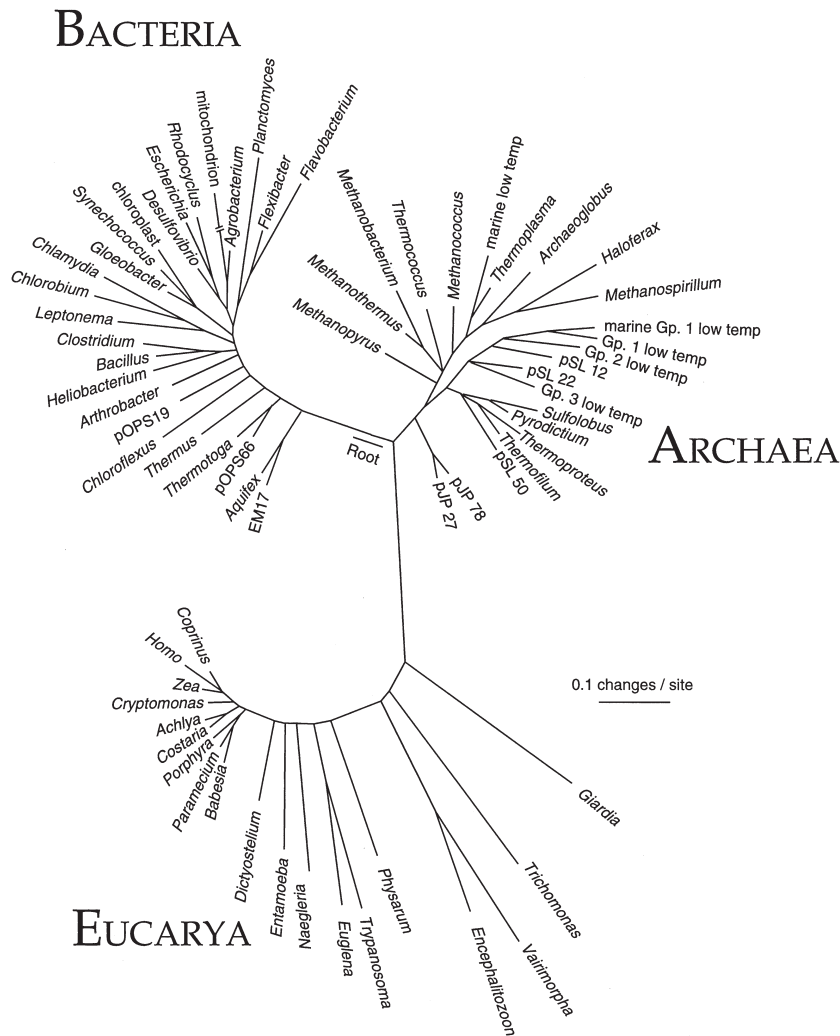 BACTERIA
Planctomyces
Flavobacterium
mitochondrion
Rhodocyclus
Escherichia
Desulfovibrio
Agrobacterium
Flexibacter
chloroplast
Synechococcus
Gloeobacter
Chlamydia
Chlorobium
Leptonema
Clostridium
Bacillus
Heliobacterium
Arthrobacter
pOPS19
Chloroflexus
Thermus
Thermotoga
pOPS66
Aquifex
EM17
Root
Methanobacterium
Thermococcus
Methanothermus
Methanopyrus
Methanococcus
marine low temp
Thermoplasma
Archaeoglobus
Haloferax
Methanospirillum
marine Gp. 1 low temp
Gp. 1 low temp
Gp. 2 low temp
pSL 12
pSL 22
Gp. 3 low temp
Sulfolobus
Pyrodictium
Thermoproteus
Thermofilum
pSL 50
pJP 78
pJP 27
ARCHAEA
Coprinus
Homo
Zea
Cryptomonas
Achlya
Costaria
Porphyra
Paramecium
Babesia
Dictyostelium
Entamoeba
Naegleria
Euglena
Trypanosoma
Physarum
Encephalitozoon
Vairimorpha
Trichomonas
Giardia
0.1 changes / site
EUCARYA